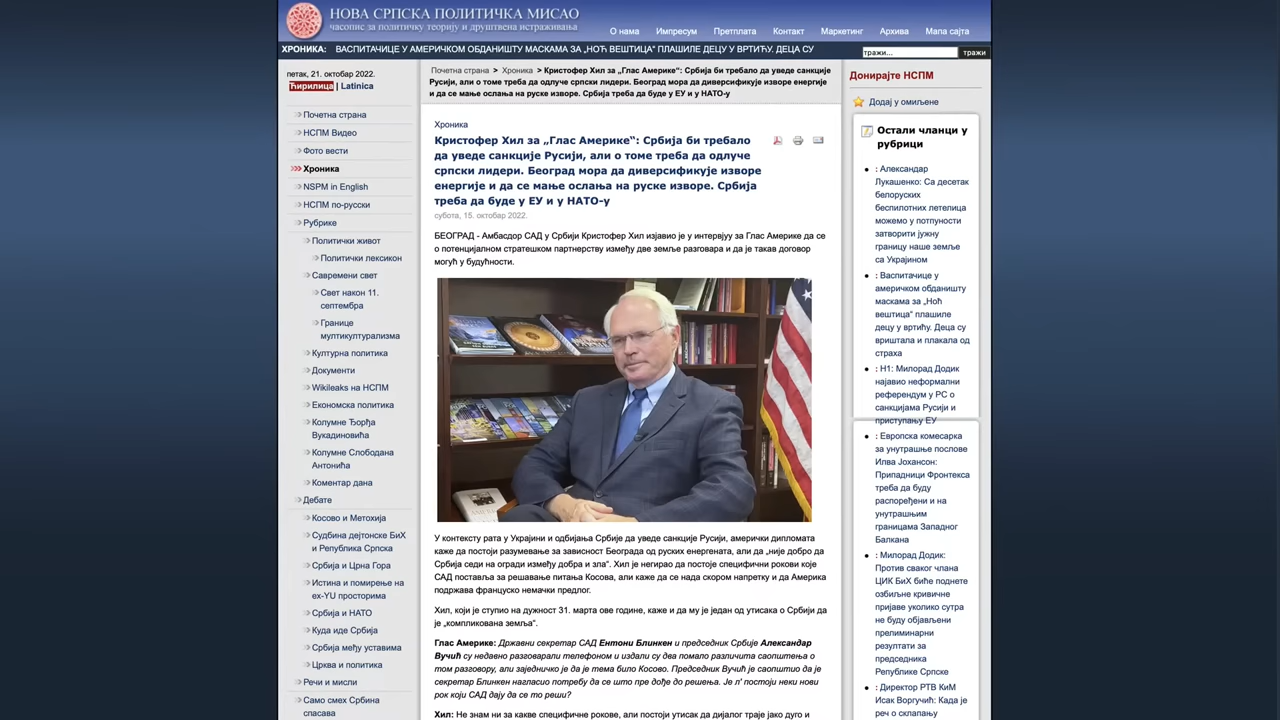 НОВА СРПСКА ПОЛИТИЧКА МИСАО
часопис за политичку теорију и друштвена истраживања
О нама
Импресум
Претплата
Контакт
Маркетинг
Архива
Мапа сајта
ХРОНИКА: ВАСПИТАЧИЦЕ У АМЕРИЧКОМ ОБДАНИШТУ МАСКАМА ЗА „НОЋ ВЕШТИЦА“ ПЛАШИЛЕ ДЕЦУ У ВРТИЋУ. ДЕЦА СУ
тражи...
тражи
петак, 21. октобар 2022.
Ћирилица | Latinica
Почетна страна
НСПМ Видео
Фото вести
Хроника
NSPM in English
НСПМ по-русски
Рубрике
Политички живот
Политички лексикон
Савремени свет
Свет након 11.
септембра
Границе
мултикултурализма
Културна политика
Документи
Wikileaks на НСПМ
Економска политика
Колумне Ђорђа
Вукадиновића
Колумне Слободана
Антонића
Коментар дана
Дебате
Косово и Метохија
Судбина дејтонске БиХ
и Република Српска
Србија и Црна Гора
Истина и помирење на
ex-YU просторима
Србија и НАТО
Куда иде Србија
Србија међу уставима
Црква и политика
Речи и мисли
Само смех Србина
спасава
Почетна страна > Хроника > Кристофер Хил за „Глас Америке“: Србија би требало да уведе санкције
Русији, али о томе треба да одлуче српски лидери. Београд мора да диверсификује изворе енергије
и да се мање ослања на руске изворе. Србија треба да буде у ЕУ и у НАТО-у
Хроника
Кристофер Хил за „Глас Америке“: Србија би требало
да уведе санкције Русији, али о томе треба да одлуче
српски лидери. Београд мора да диверсификује изворе
енергије и да се мање ослања на руске изворе. Србија
треба да буде у ЕУ и у НАТО-у
субота, 15. октобар 2022.
БЕОГРАД - Амбасдор САД у Србији Кристофер Хил изјавио је у интервјуу за Глас Америке да се
о потенцијалном стратешком партнерству између две земље разговара и да је такав договор
могућ у будућности.
У контексту рата у Украјини и одбијања Србије да уведе санкције Русији, амерички дипломата
каже да постоји разумевање за зависност Београда од руских енергената, али да „није добро да
Србија седи на огради између добра и зла“. Хил је негирао да постоје специфични рокови које
САД поставља за решавање питања Косова, али каже да се нада скором напретку и да Америка
подржава француско немачки предлог.
Хил, који је ступио на дужност 31. марта ове године, каже и да му је један од утисака о Србији да
је „компликована земља“.
Глас Америке: Државни секретар САД Ентони Блинкен и председник Србије Александар
Вучић су недавно разговарали телефоном и издали су два помало различита саопштења о
том разговору, али заједничко је да је тема било Косово. Председник Вучић је саопштио да је
секретар Блинкен нагласио потребу да се што пре дође до решења. Је л' постоји неки нови
рок који САД дају да се то реши?
Хил: Не знам ни за какве специфичне рокове, али постоји утисак да дијалог траје јако дуго и
Донирајте НСПМ
Додај у омиљене
Остали чланци у
рубрици
: Александар
Лукашенко: Са десетак
белоруских
беспилотних летелица
можемо у потпуности
затворити јужну
границу наше земље
са Украјином
: Васпитачице у
америчком обданишту
маскама за „Ноћ
вештица“ плашиле
децу у вртићу. Деца су
вриштала и плакала од
страха
: Н1: Милорад Додик
најавио неформални
референдум у РС о
санкцијама Русији и
приступању ЕУ
: Европска комесарка
за унутрашње послове
Илва Јохансон:
Припадници Фронтекса
треба да буду
распоређени и на
унутрашњим
границама Западног
Балкана
: Милорад Додик:
Против сваког члана
ЦИК БиХ биће поднете
озбиљне кривичне
пријаве уколико сутра
не буду објављени
прелиминарни
резултати за
председника
Републике Српске
: Директор РТВ КиМ
Исак Воргучић: Када је
реч о склапању